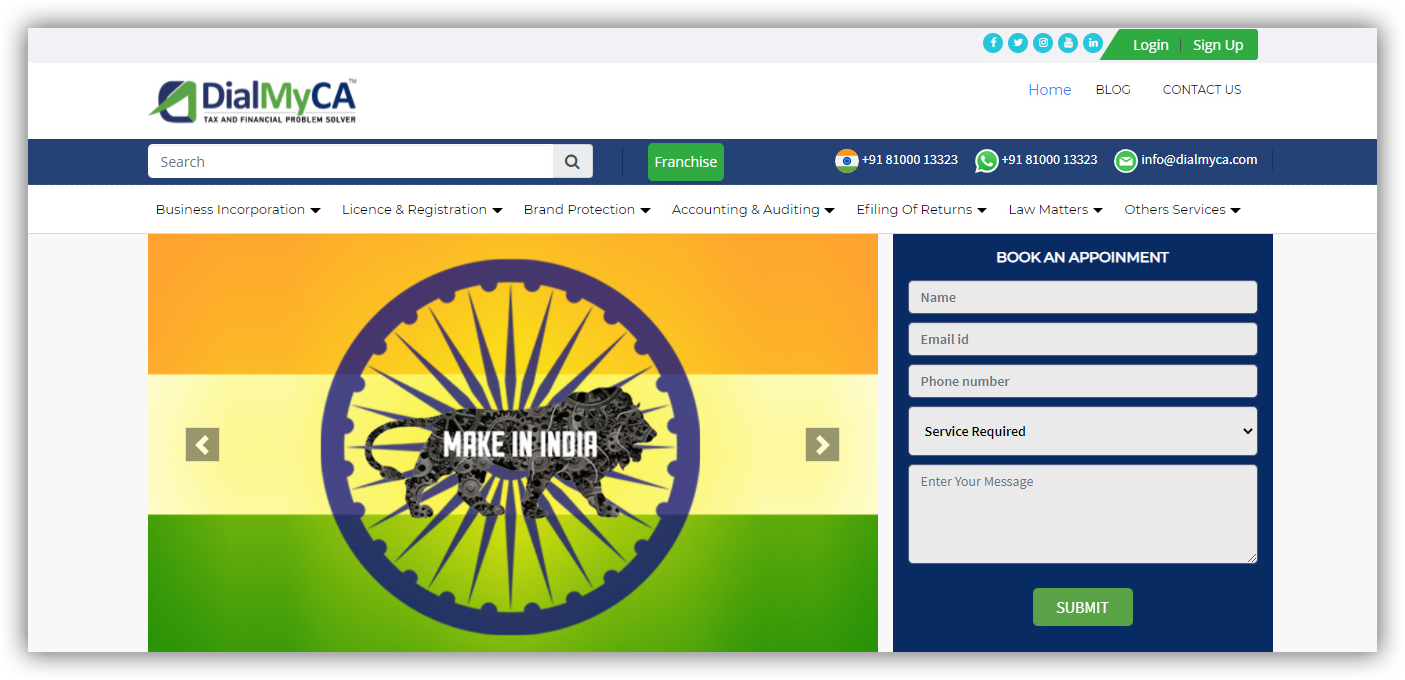 Login | Sign Up
DialMyCA™
TAX AND FINANCIAL PROBLEM SOLVER
Home BLOG CONTACT US
Search
Franchise
+91 81000 13323 +91 81000 13323 info@dialmyca.com
Business Incorporation Licence & Registration Brand Protection Accounting & Auditing Efiling Of Returns Law Matters Others Services
MAKE IN INDIA
BOOK AN APPOINMENT
Name
Email id
Phone number
Service Required
Enter Your Message
SUBMIT